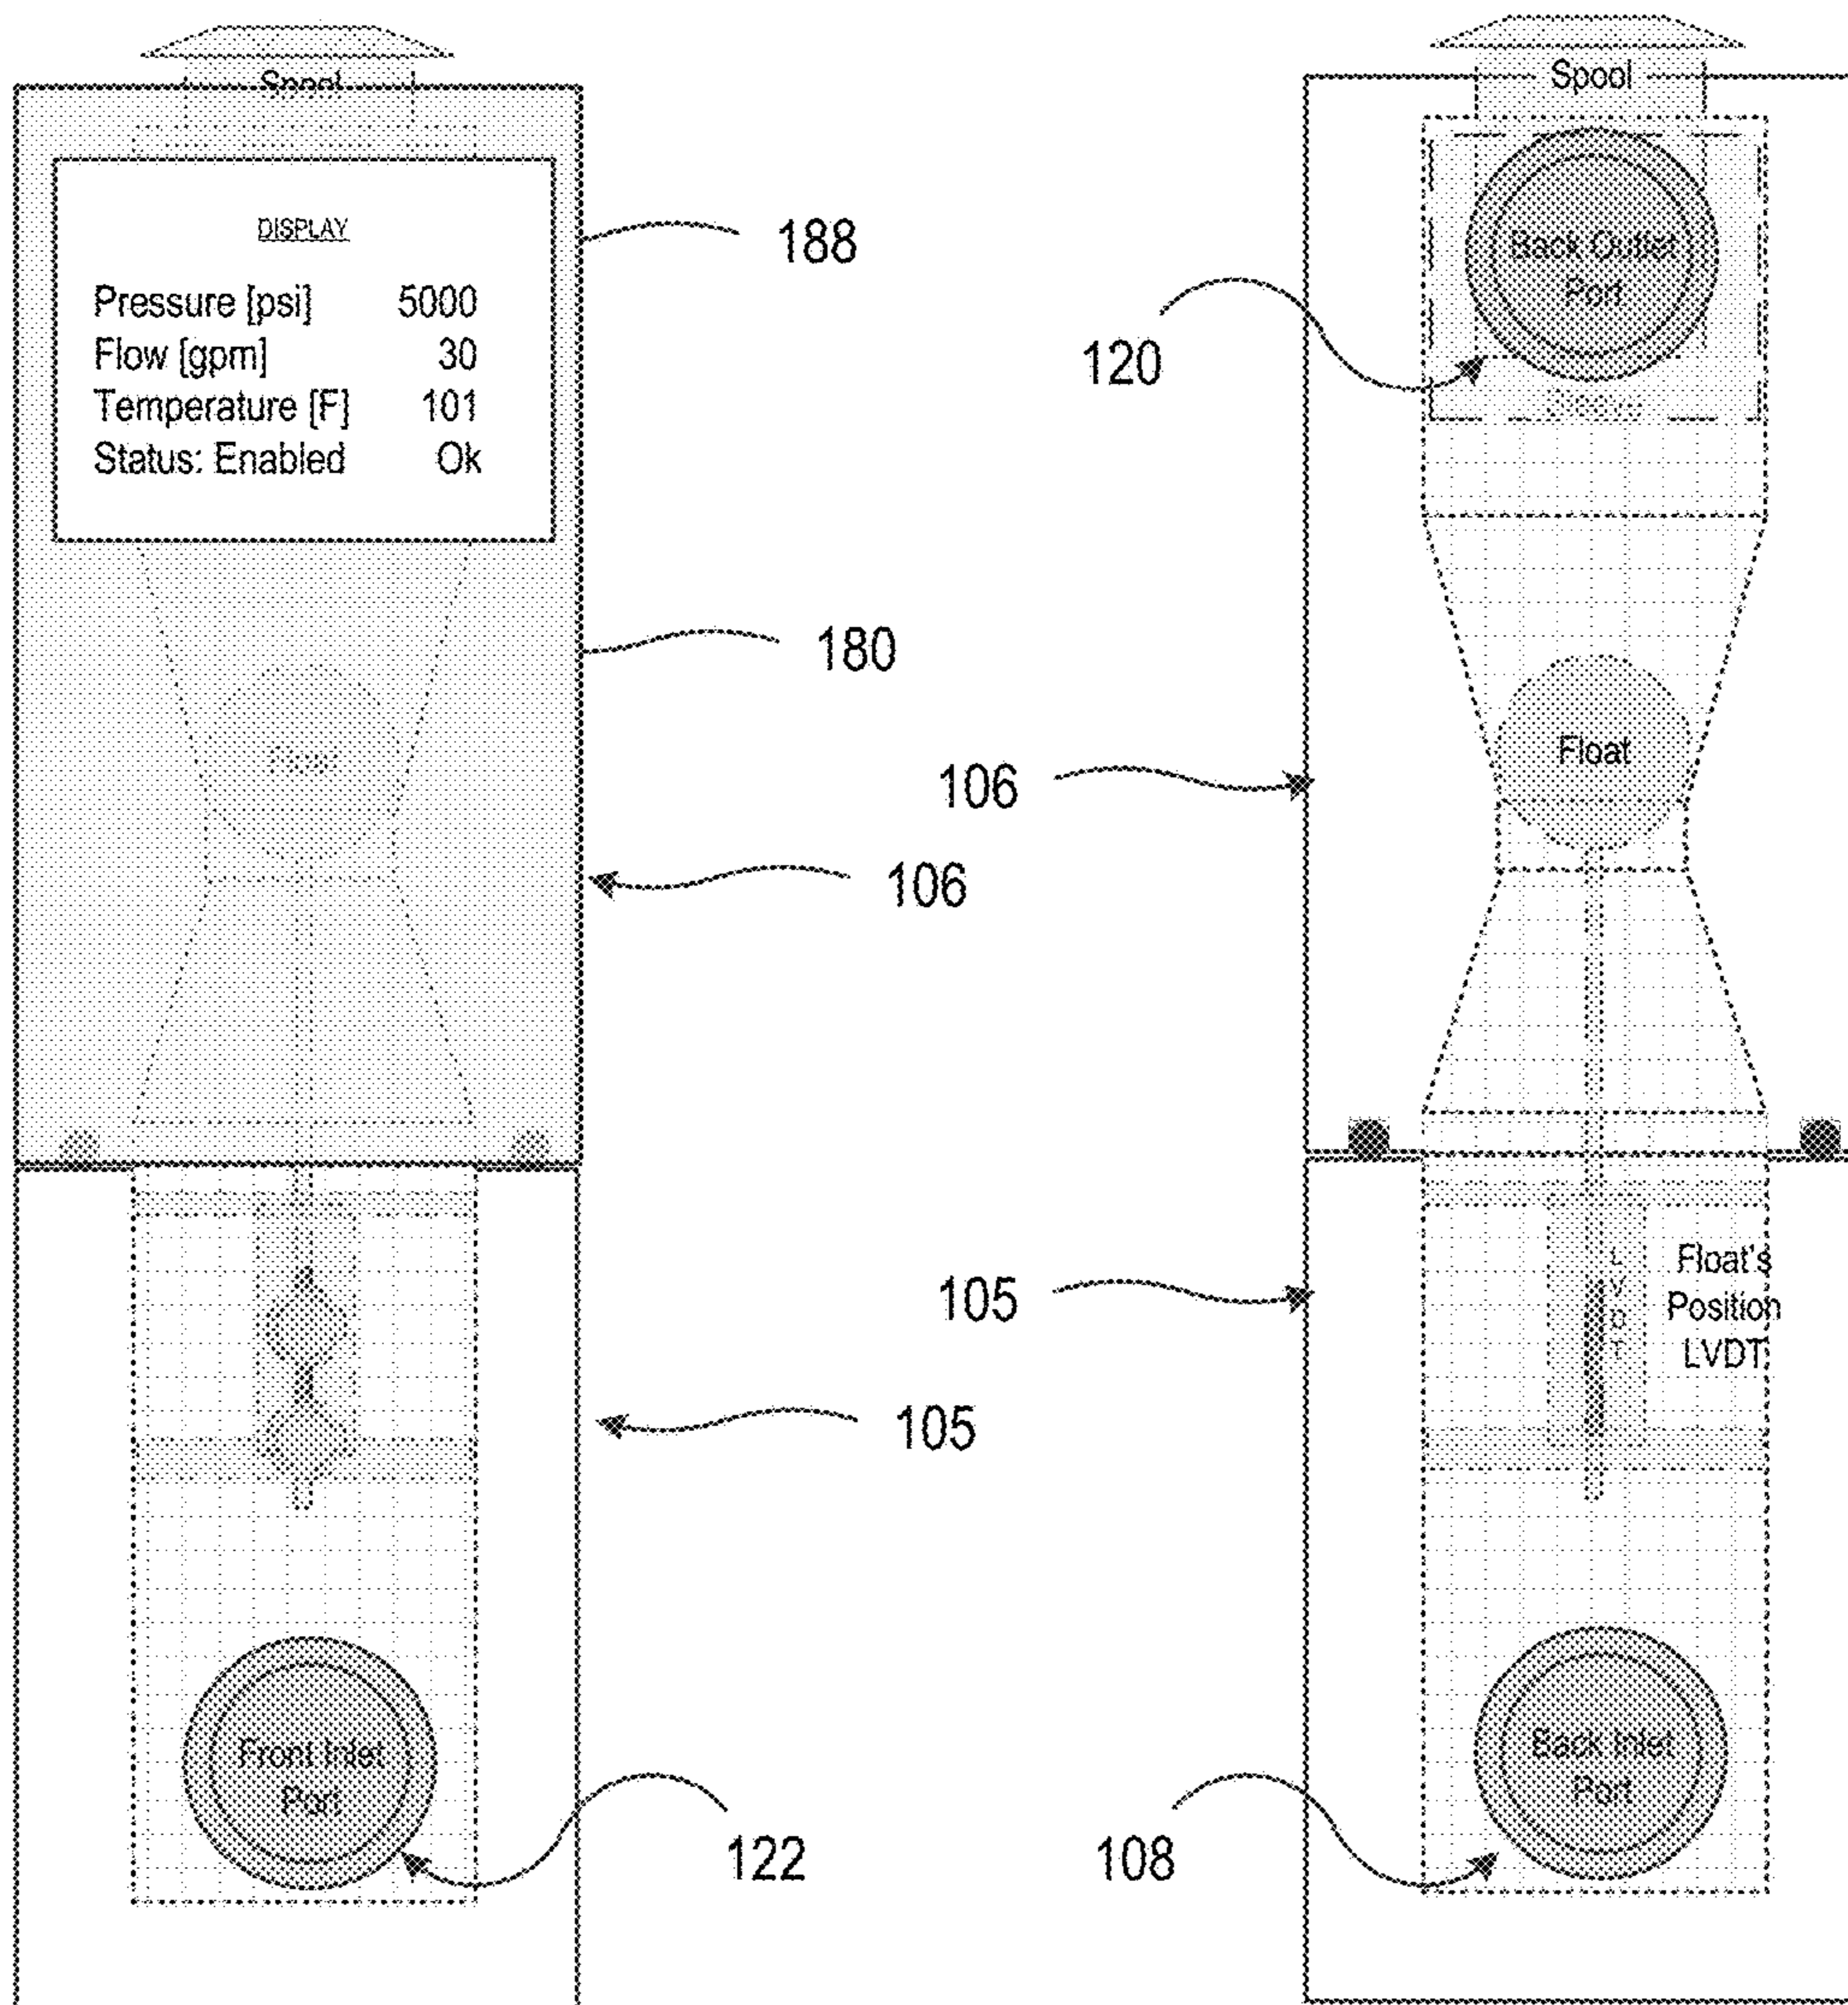 Spool
DISPLAY
Pressure [psi] 5000
Flow [gpm] 30
Temperature [F] 101
Status: Enabled Ok
188
180
106
105
Front Inlet
Port
122
Spool
Back Outlet
Port
120
Float
106
105
L
V
D
T
Float's
Position
LVDT
Back Inlet
Port
108